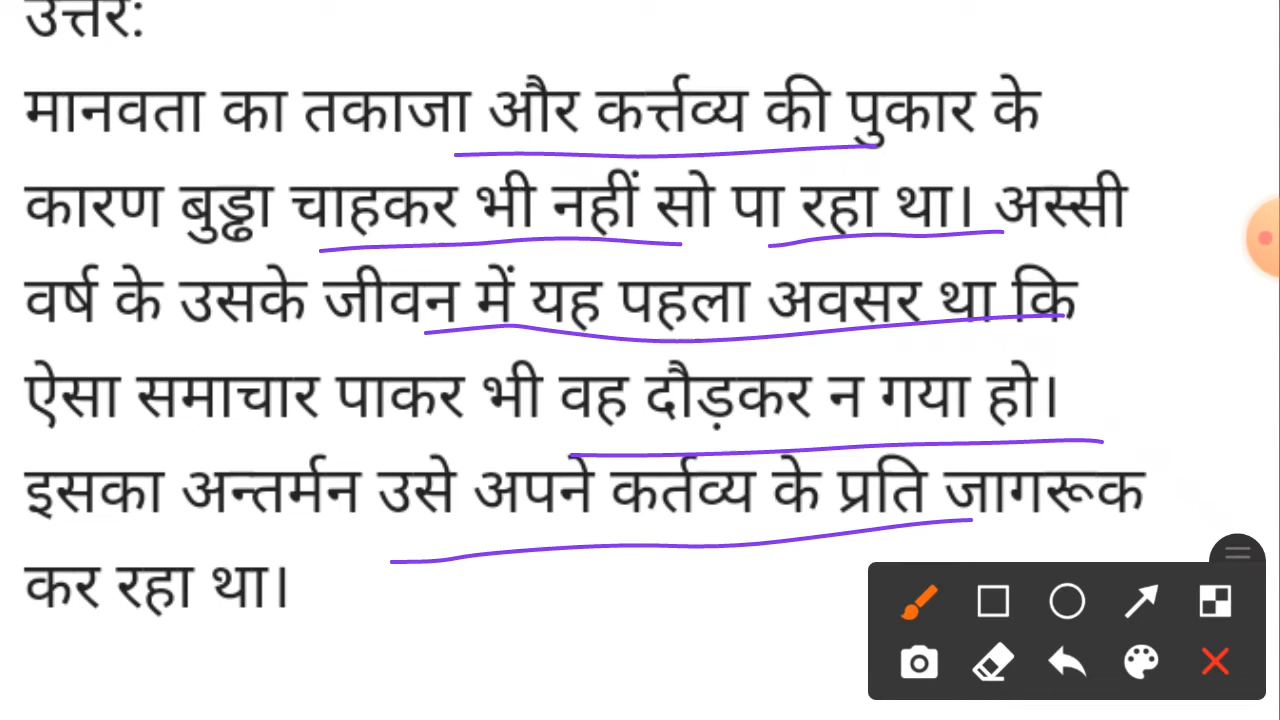 उत्तर:
मानवता का तकाजा और कर्त्तव्य की पुकार के
कारण बुड्ढा चाहकर भी नहीं सो पा रहा था। अस्सी
वर्ष के उसके जीवन में यह पहला अवसर था कि
ऐसा समाचार पाकर भी वह दौड़कर न गया हो।
इसका अन्तर्मन उसे अपने कर्तव्य के प्रति जागरूक
कर रहा था।